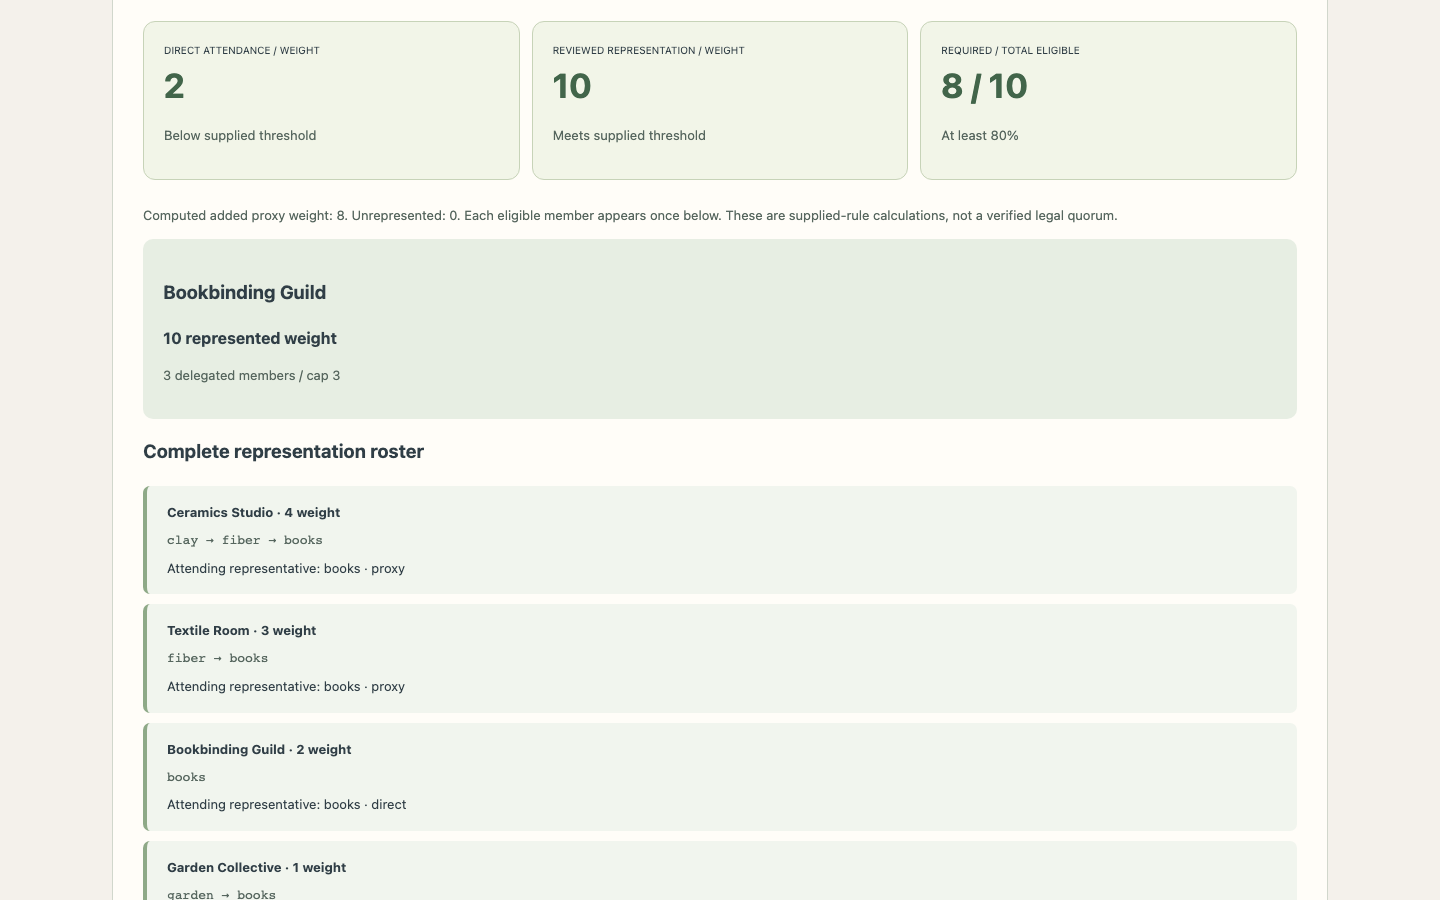 DIRECT ATTENDANCE / WEIGHT
2
Below supplied threshold
REVIEWED REPRESENTATION / WEIGHT
10
Meets supplied threshold
REQUIRED / TOTAL ELIGIBLE
8 / 10
At least 80%
Computed added proxy weight: 8. Unrepresented: 0. Each eligible member appears once below. These are supplied-rule calculations, not a verified legal quorum.
Bookbinding Guild
10 represented weight
3 delegated members / cap 3
Complete representation roster
Ceramics Studio · 4 weight
clay → fiber → books
Attending representative: books · proxy
Textile Room · 3 weight
fiber → books
Attending representative: books · proxy
Bookbinding Guild · 2 weight
books
Attending representative: books · direct
Garden Collective · 1 weight
garden → books